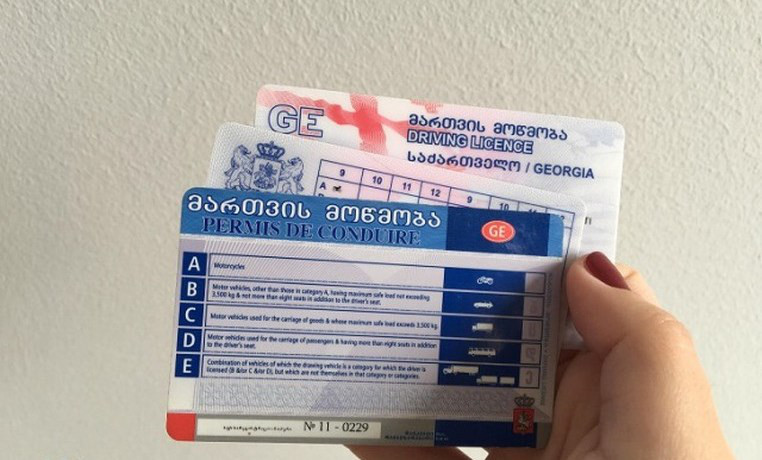 GE
მართვის მოწმობა
DRIVING LICENCE
საქართველო / GEORGIA
9 10 11 12 9 10 11
A
მართვის მოწმობა
GE
PERMIS DE CONDUIRE
A Motorcycles
B Motor vehicles, other than those in category A, having maximum safe load not exceeding
3,500 kg & not more than eight seats in addition to the driver's seat.
C Motor vehicles used for the carriage of goods & whose maximum safe load exceeds 3,500 kg.
D Motor vehicles used for the carriage of passengers & having more than eight seats in addition
to the driver's seat.
E Combination of vehicles of which the drawing vehicle is a category for which the driver is
licensed (B &/or C &/or D), but which are not themselves in that category or categories.
№ 11 - 0229